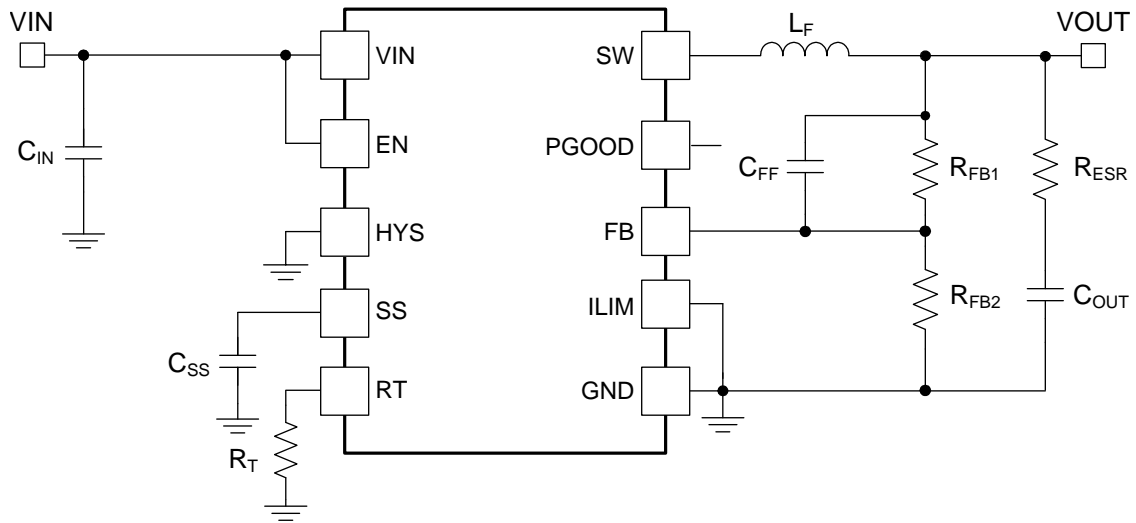 VIN
VOUT
L_F
VIN
SW
EN
PGOOD
C_IN
C_FF
R_FB1
R_ESR
HYS
FB
SS
ILIM
R_FB2
C_OUT
C_SS
RT
GND
R_T